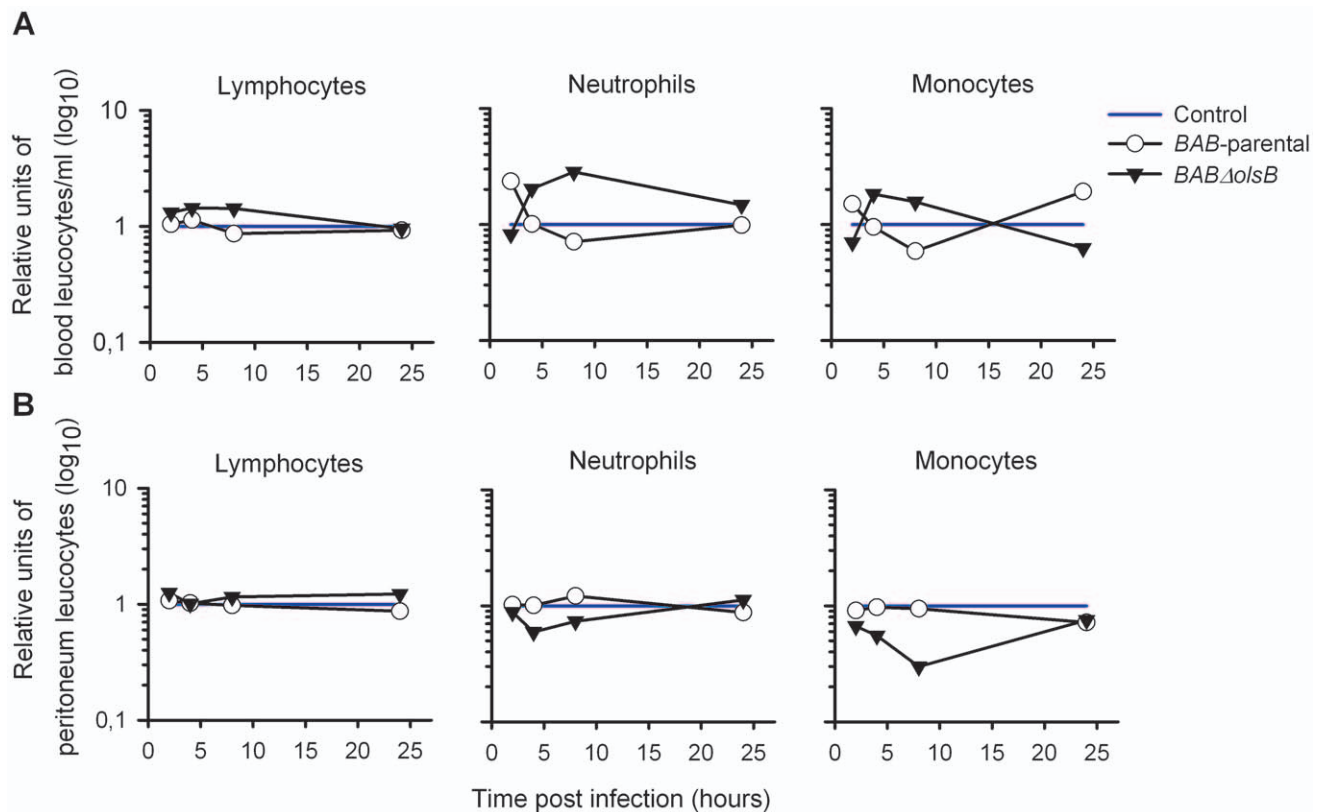 A
Lymphocytes
Neutrophils
Monocytes
Relative units of
blood leucocytes/ml (log10)
10
1
0,1
0 5 10 15 20 25
0 5 10 15 20 25
0 5 10 15 20 25
Control
BAB-parental
BABΔolsB
B
Lymphocytes
Neutrophils
Monocytes
Relative units of
peritoneum leucocytes (log10)
10
1
0,1
0 5 10 15 20 25
0 5 10 15 20 25
0 5 10 15 20 25
Time post infection (hours)